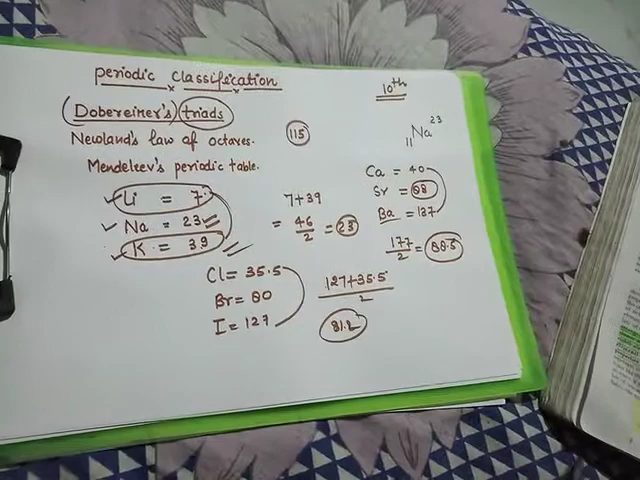 Periodic Classification
10th
(Dobereiner's) triads
Newland's law of octaves.
115
11Na23
Mendeleev's periodic table.
Li = 7
Na = 23
K = 39
7+39
= 46/2 = 23
Ca = 40
Sr = 88
Ba = 137
177/2 = 88.5
Cl = 35.5
Br = 80
I = 127
127+35.5
2
81.2